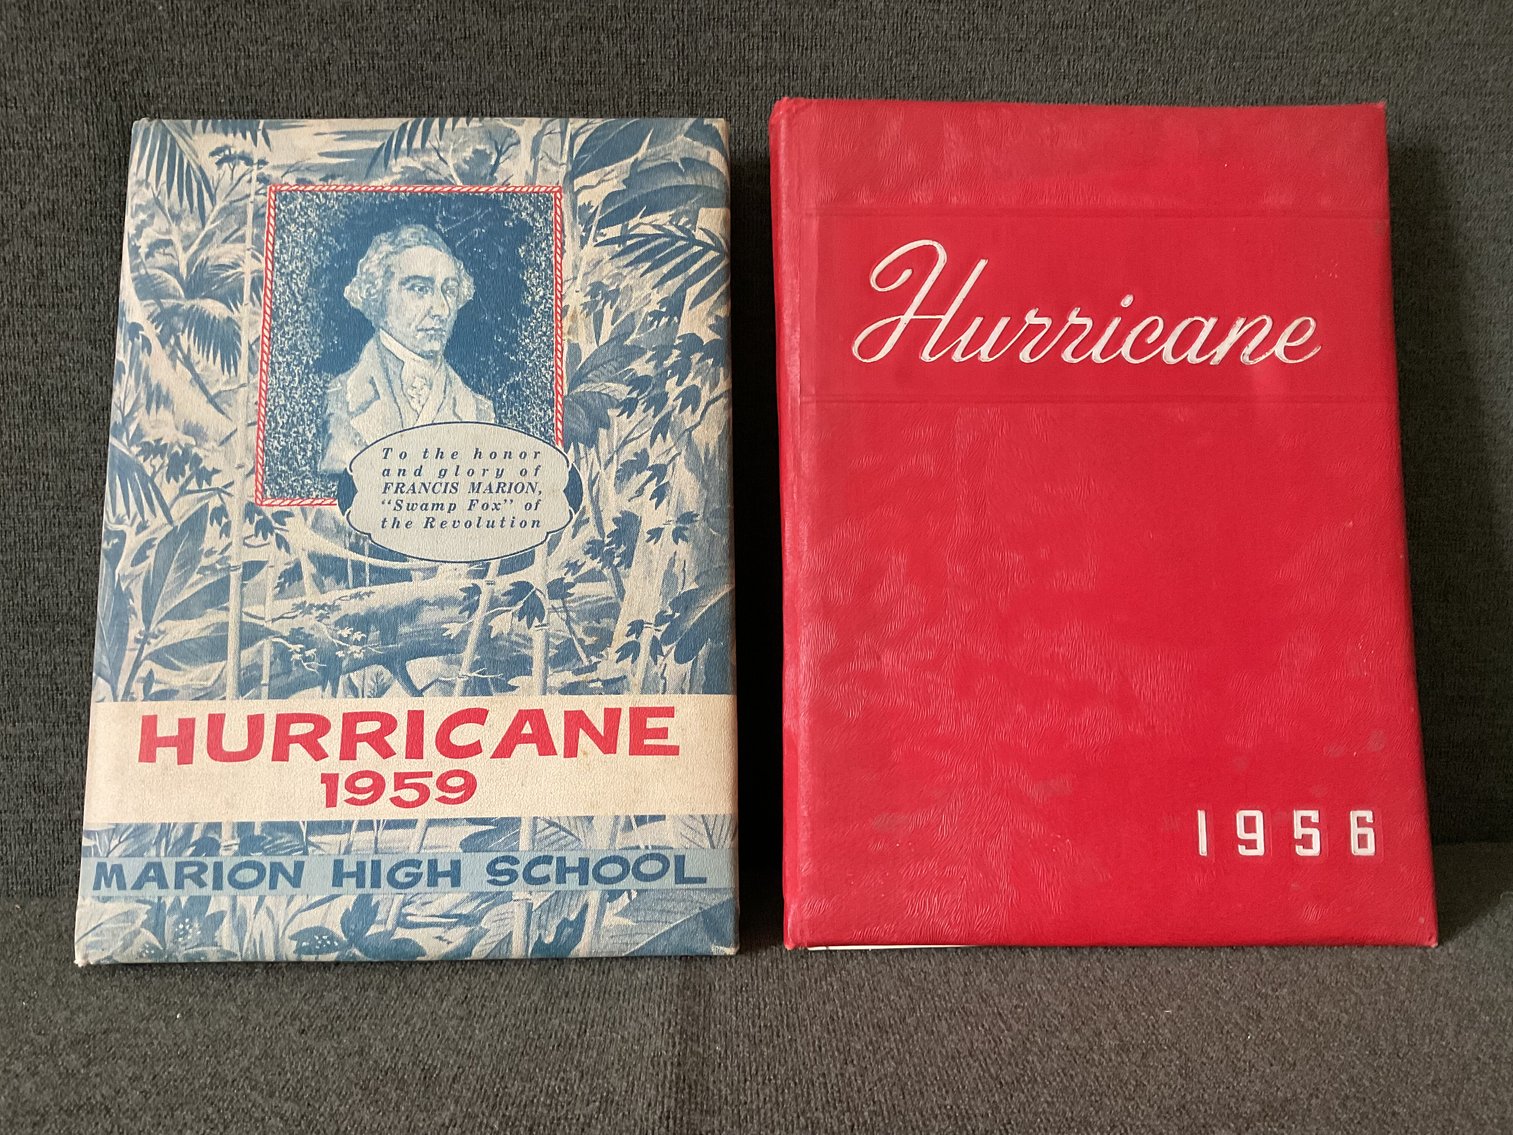 To the honor
and glory of
FRANCIS MARION,
"Swamp Fox" of
the Revolution
HURRICANE
1959
MARION HIGH SCHOOL
Hurricane
1956